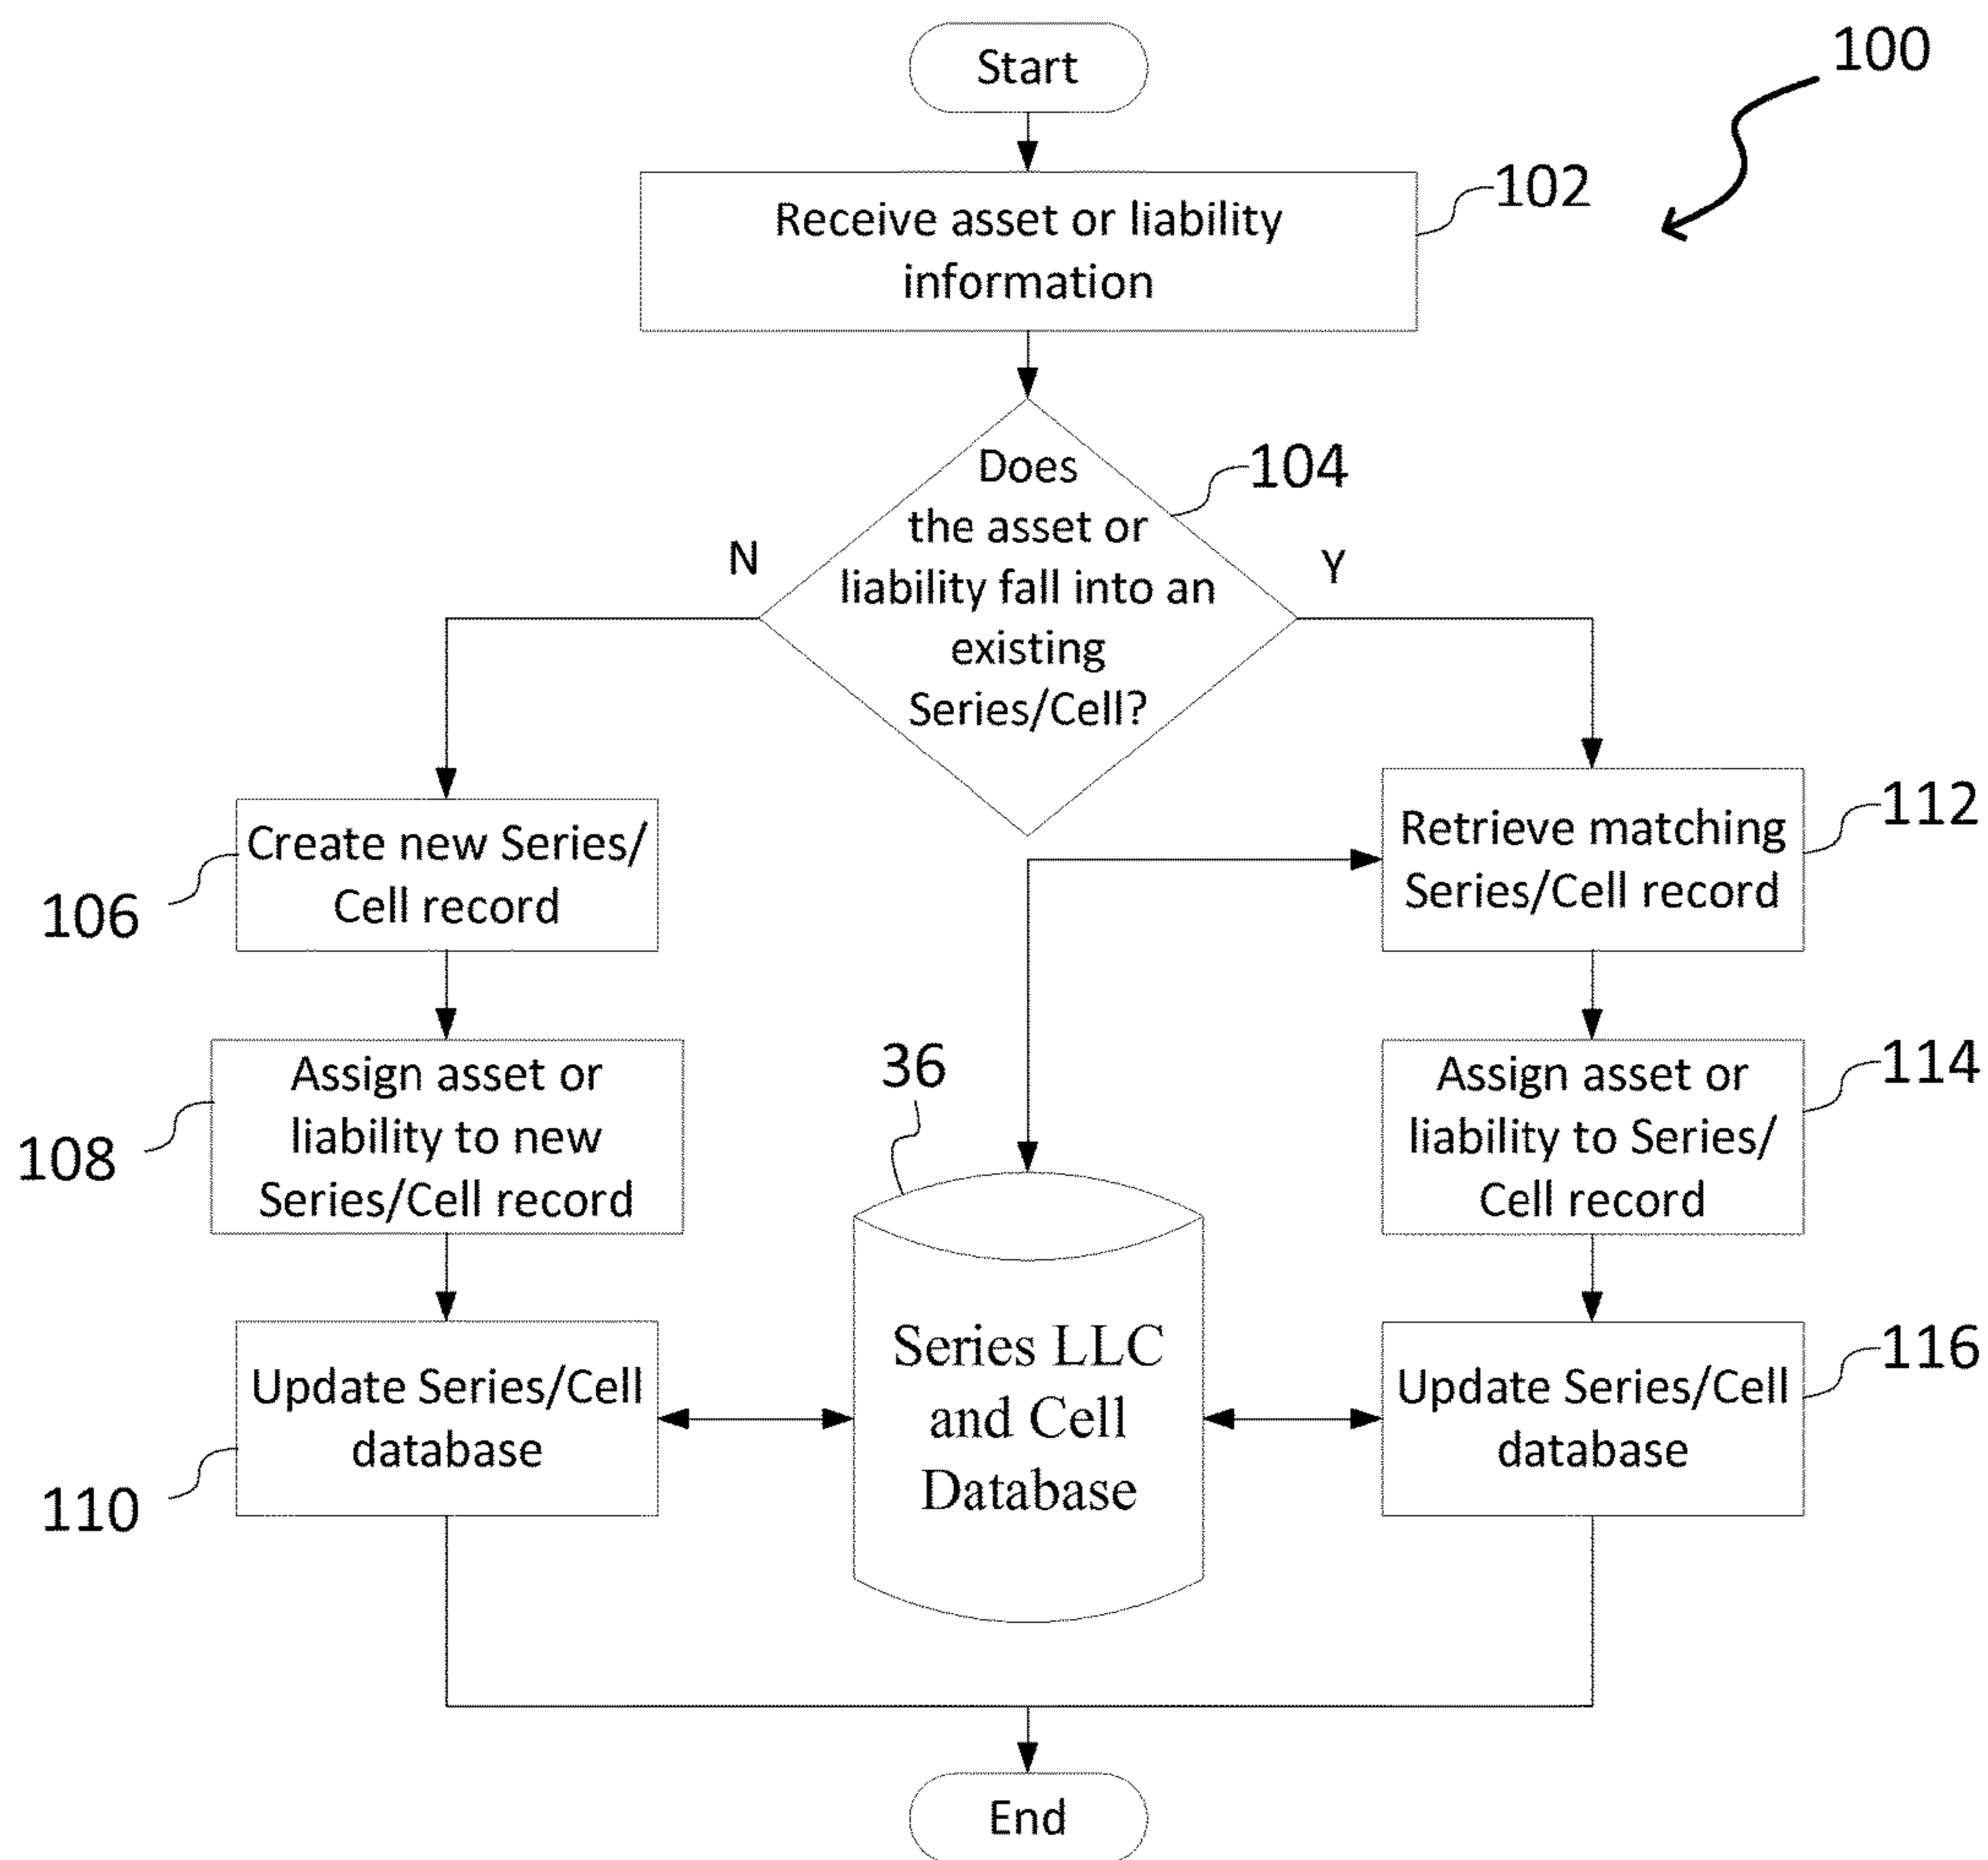 Start
100
Receive asset or liability
information
102
Does
the asset or
liability fall into an
existing
Series/Cell?
104
N
Y
Create new Series/
Cell record
106
Retrieve matching
Series/Cell record
112
Assign asset or
liability to new
Series/Cell record
108
36
Assign asset or
liability to Series/
Cell record
114
Update Series/Cell
database
110
Series LLC
and Cell
Database
Update Series/Cell
database
116
End